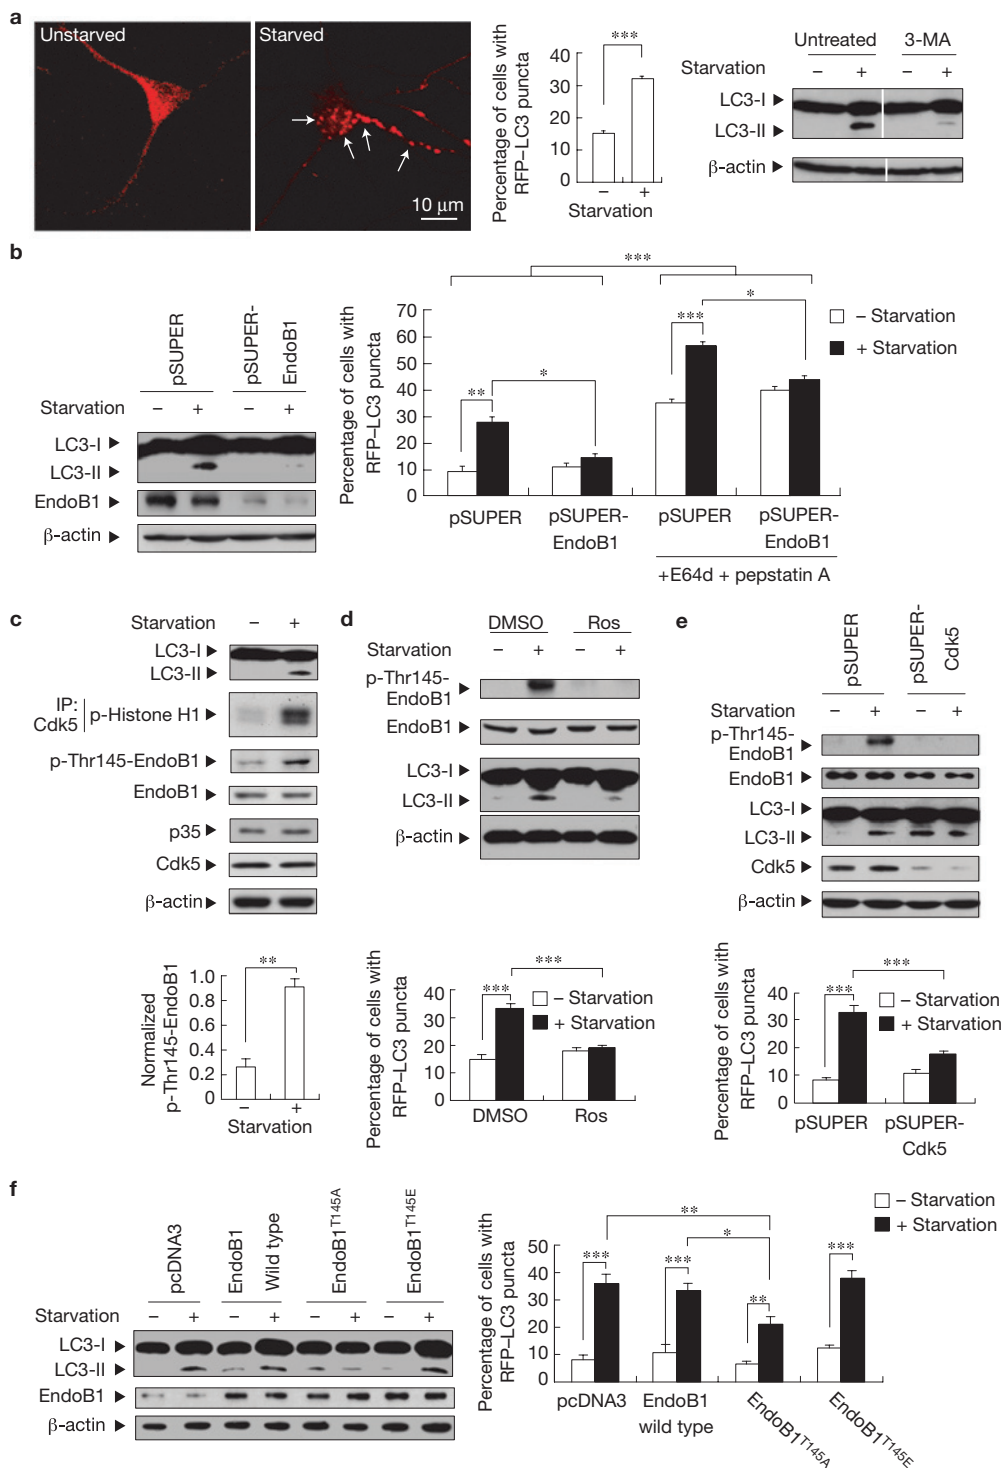 a
Unstarved
Starved
10 μm
Percentage of cells with
RFP–LC3 puncta
40
30
20
10
0
***
– +
Starvation
Untreated 3-MA
Starvation – + – +
LC3-I
LC3-II
β-actin
b
pSUPER
pSUPER-
EndoB1
Starvation – + – +
LC3-I
LC3-II
EndoB1
β-actin
Percentage of cells with
RFP–LC3 puncta
70
60
50
40
30
20
10
0
***
** * *** *
– Starvation
+ Starvation
pSUPER pSUPER-
EndoB1
pSUPER pSUPER-
EndoB1
+E64d + pepstatin A
c
Starvation – +
LC3-I
LC3-II
IP:
Cdk5
p-Histone H1
p-Thr145-EndoB1
EndoB1
p35
Cdk5
β-actin
Normalized
p-Thr145-EndoB1
1.0
0.8
0.6
0.4
0.2
0
**
– +
Starvation
d
DMSO Ros
Starvation – + – +
p-Thr145-
EndoB1
EndoB1
LC3-I
LC3-II
β-actin
Percentage of cells with
RFP–LC3 puncta
40
30
20
10
0
***
***
– Starvation
+ Starvation
DMSO Ros
e
pSUPER
pSUPER-
Cdk5
Starvation – + – +
p-Thr145-
EndoB1
EndoB1
LC3-I
LC3-II
Cdk5
β-actin
Percentage of cells with
RFP–LC3 puncta
40
30
20
10
0
***
***
– Starvation
+ Starvation
pSUPER pSUPER-
Cdk5
f
pcDNA3
EndoB1
Wild type
EndoB1T145A
EndoB1T145E
Starvation – + – + – + – +
LC3-I
LC3-II
EndoB1
β-actin
Percentage of cells with
RFP–LC3 puncta
50
40
30
20
10
0
**
*
*** *** ** ***
– Starvation
+ Starvation
pcDNA3 EndoB1
wild type
EndoB1T145A
EndoB1T145E